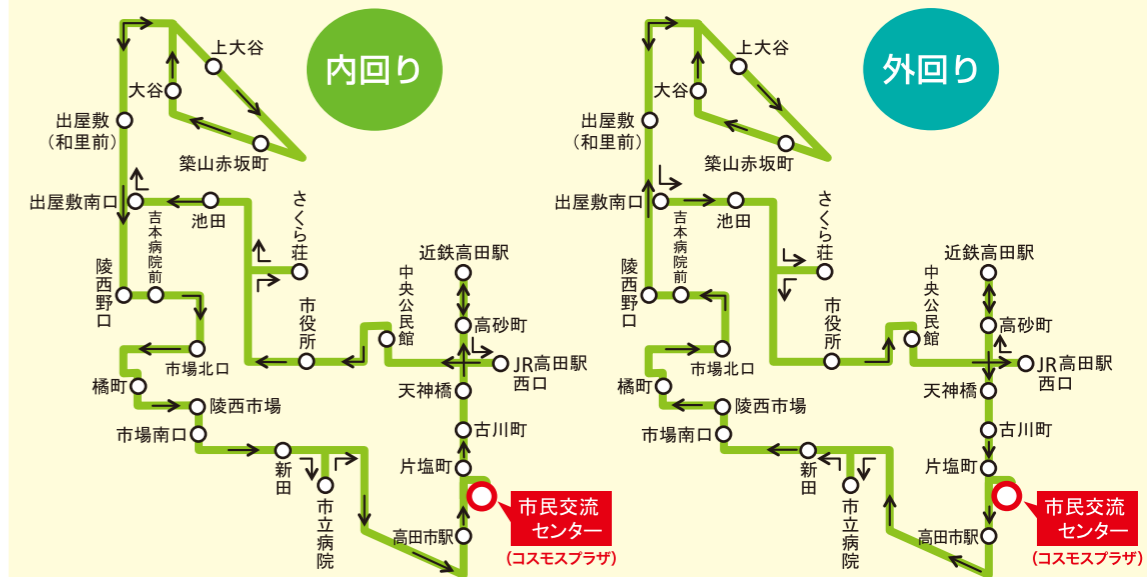 内回り
上大谷
大谷
出屋敷
(和里前)
築山赤坂町
出屋敷南口
池田
吉本病院前
さくら荘
陵西野口
近鉄高田駅
中央公民館
市役所
高砂町
市場北口
JR高田駅
西口
橘町
天神橋
陵西市場
市場南口
古川町
新田
片塩町
市立病院
市民交流
センター
高田市駅
(コスモスプラザ)
外回り
上大谷
大谷
出屋敷
(和里前)
築山赤坂町
出屋敷南口
池田
吉本病院前
さくら荘
陵西野口
近鉄高田駅
中央公民館
市役所
高砂町
市場北口
JR高田駅
西口
橘町
天神橋
陵西市場
市場南口
古川町
新田
片塩町
市立病院
市民交流
センター
高田市駅
(コスモスプラザ)